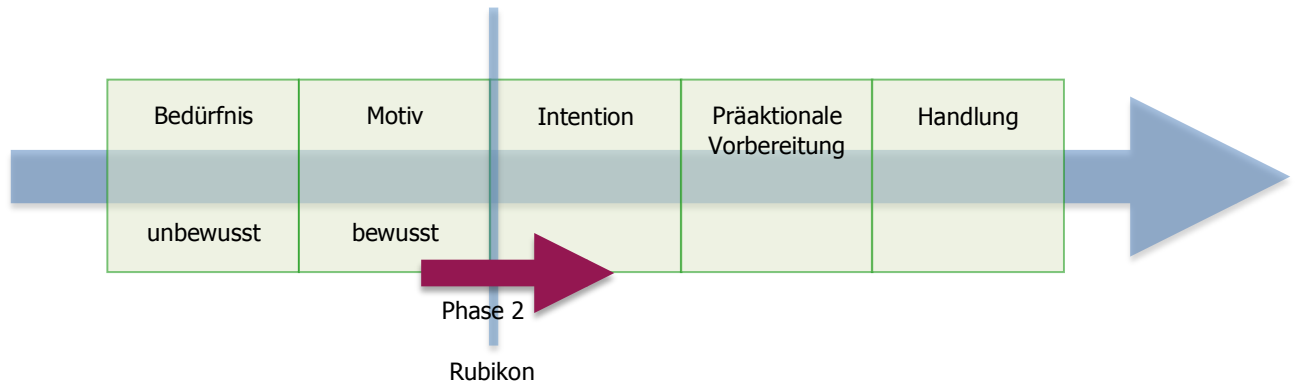 Bedürfnis
Motiv
Intention
Präaktionale
Vorbereitung
Handlung
unbewusst
bewusst
Phase 2
Rubikon